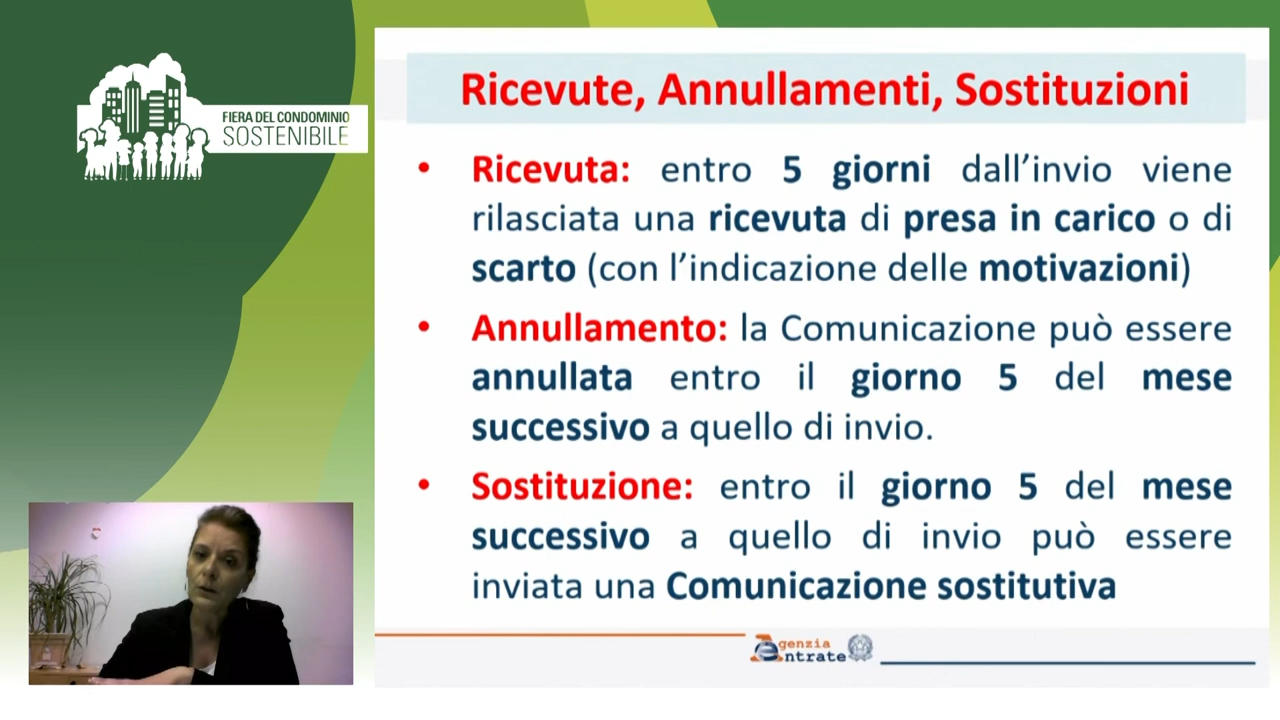 FIERA DEL CONDOMINIO
SOSTENIBILE
Ricevute, Annullamenti, Sostituzioni
• Ricevuta: entro 5 giorni dall’invio viene
rilasciata una ricevuta di presa in carico o di
scarto (con l’indicazione delle motivazioni)
• Annullamento: la Comunicazione può essere
annullata entro il giorno 5 del mese
successivo a quello di invio.
• Sostituzione: entro il giorno 5 del mese
successivo a quello di invio può essere
inviata una Comunicazione sostitutiva
Agenzia
Entrate